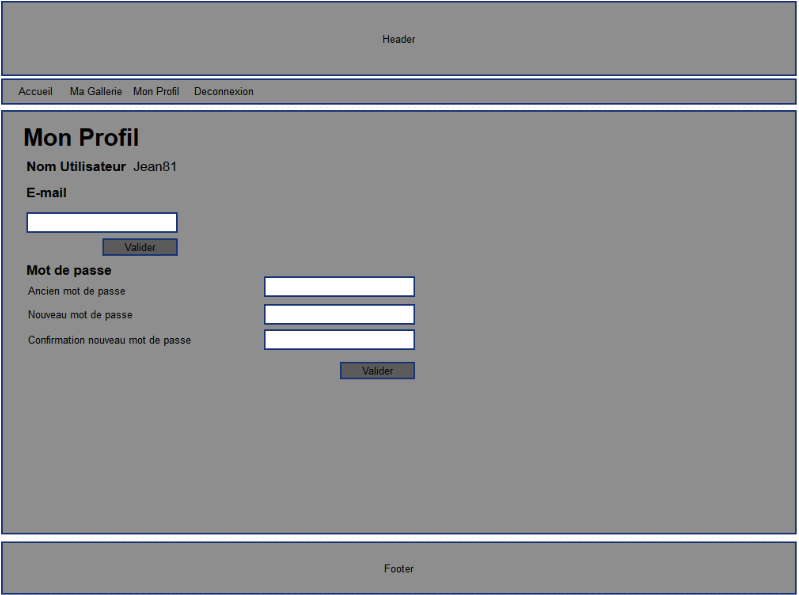 Header
Accueil Ma Gallerie Mon Profil Deconnexion
Mon Profil
Nom Utilisateur Jean81
E-mail
Valider
Mot de passe
Ancien mot de passe
Nouveau mot de passe
Confirmation nouveau mot de passe
Valider
Footer